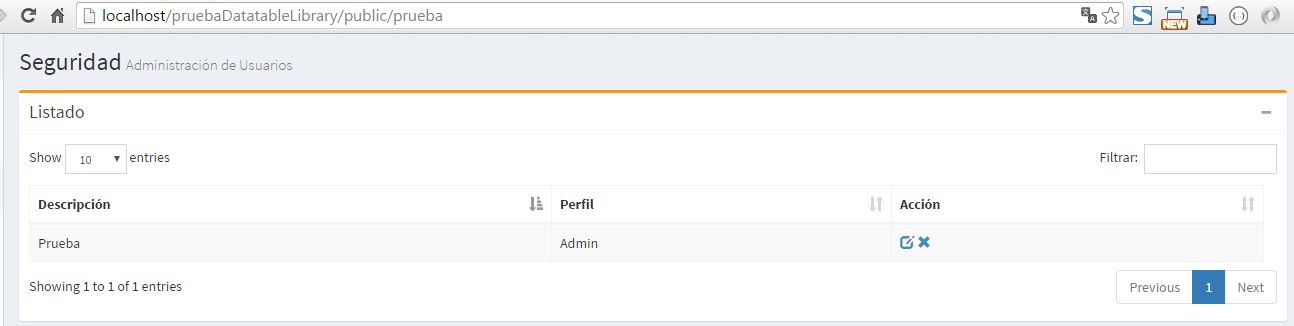 localhost/pruebaDatatableLibrary/public/prueba
NEW
Seguridad Administración de Usuarios
Listado
Show 10 entries Filtrar:
Descripción Perfil Acción
Prueba Admin
Showing 1 to 1 of 1 entries Previous 1 Next